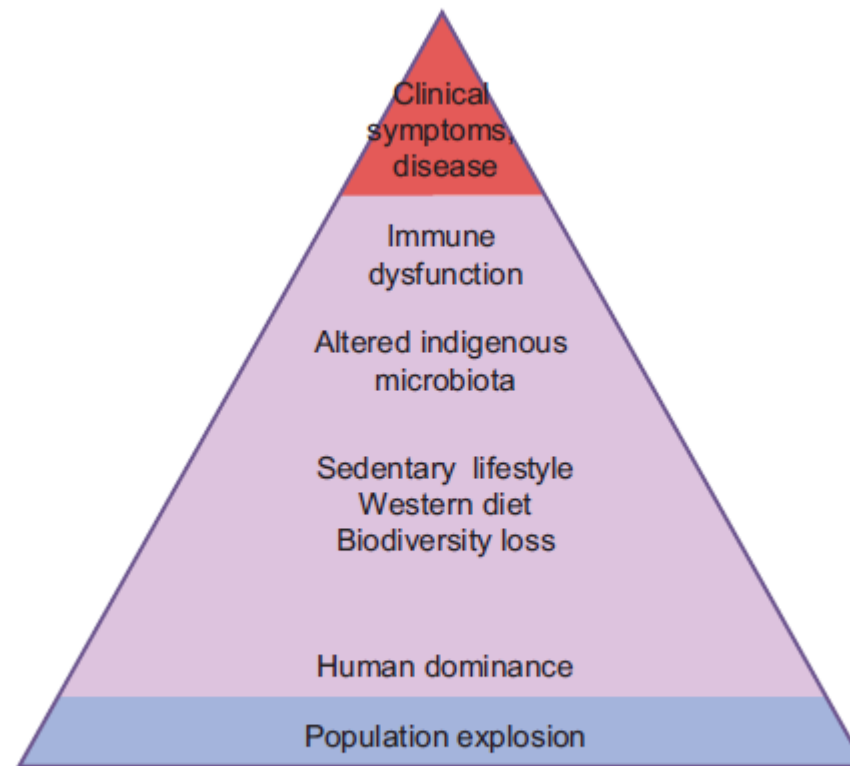 Clinical
symptoms,
disease
Immune
dysfunction
Altered indigenous
microbiota
Sedentary lifestyle
Western diet
Biodiversity loss
Human dominance
Population explosion